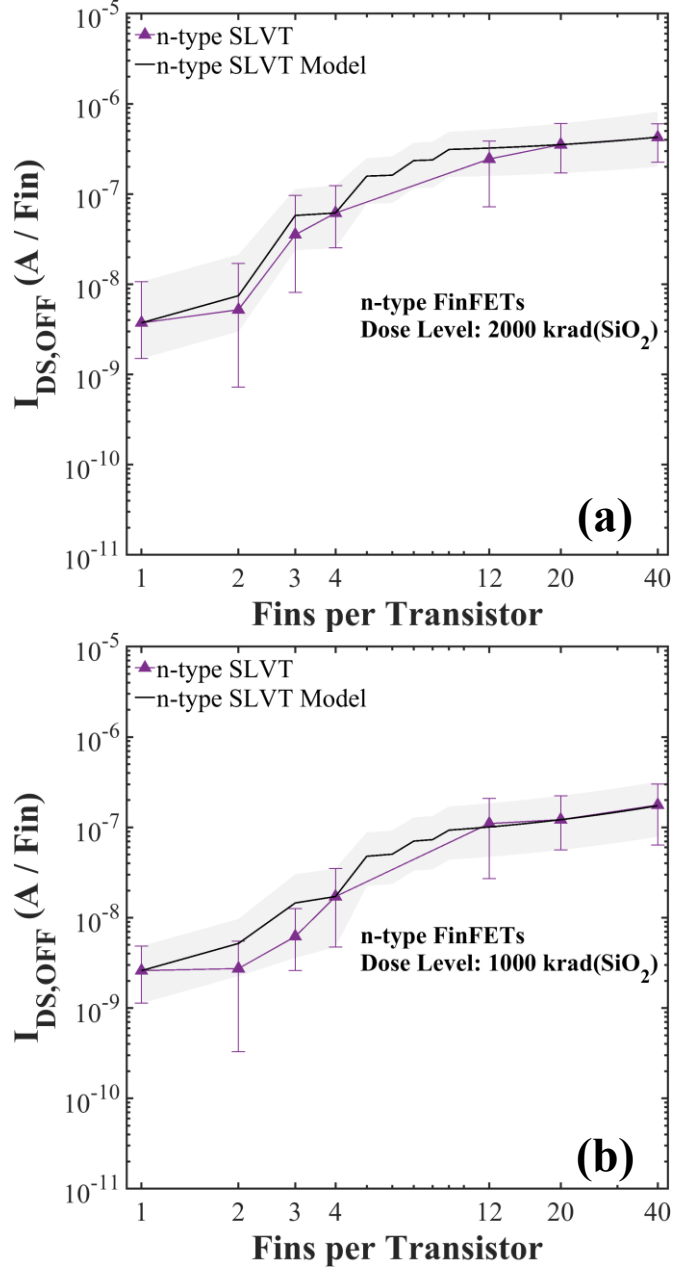 10^-5
n-type SLVT
n-type SLVT Model
10^-6
10^-7
10^-8
10^-9
10^-10
10^-11
I_DS,OFF (A / Fin)
n-type FinFETs
Dose Level: 2000 krad(SiO_2)
(a)
1 2 3 4 12 20 40
Fins per Transistor
10^-5
n-type SLVT
n-type SLVT Model
10^-6
10^-7
10^-8
10^-9
10^-10
10^-11
I_DS,OFF (A / Fin)
n-type FinFETs
Dose Level: 1000 krad(SiO_2)
(b)
1 2 3 4 12 20 40
Fins per Transistor